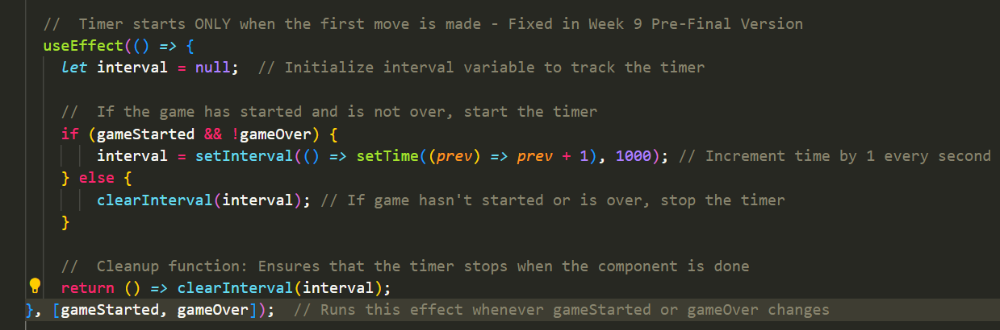 //  Timer starts ONLY when the first move is made - Fixed in Week 9 Pre-Final Version
useEffect(() => {
let interval = null;  // Initialize interval variable to track the timer
//  If the game has started and is not over, start the timer
if (gameStarted && !gameOver) {
interval = setInterval(() => setTime((prev) => prev + 1), 1000); // Increment time by 1 every second
} else {
clearInterval(interval); // If game hasn't started or is over, stop the timer
}
//  Cleanup function: Ensures that the timer stops when the component is done
return () => clearInterval(interval);
}, [gameStarted, gameOver]);  // Runs this effect whenever gameStarted or gameOver changes